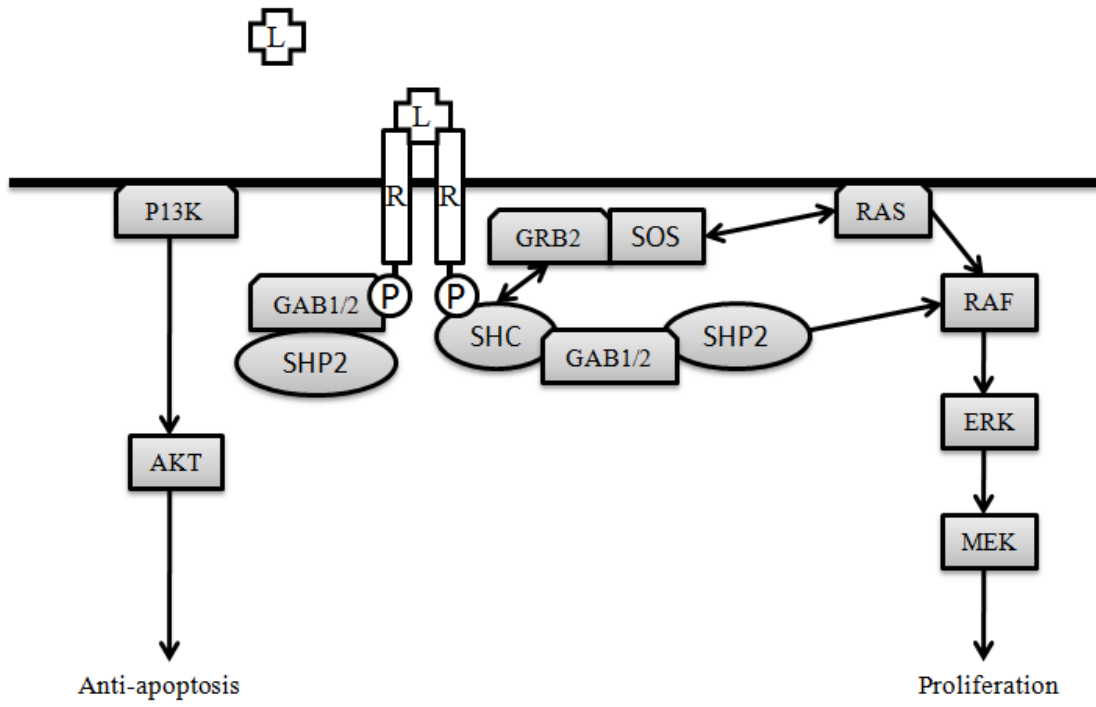 L
L
R
R
P13K
GRB2
SOS
RAS
P
P
GAB1/2
SHP2
SHC
GAB1/2
SHP2
RAF
ERK
AKT
MEK
Anti-apoptosis
Proliferation